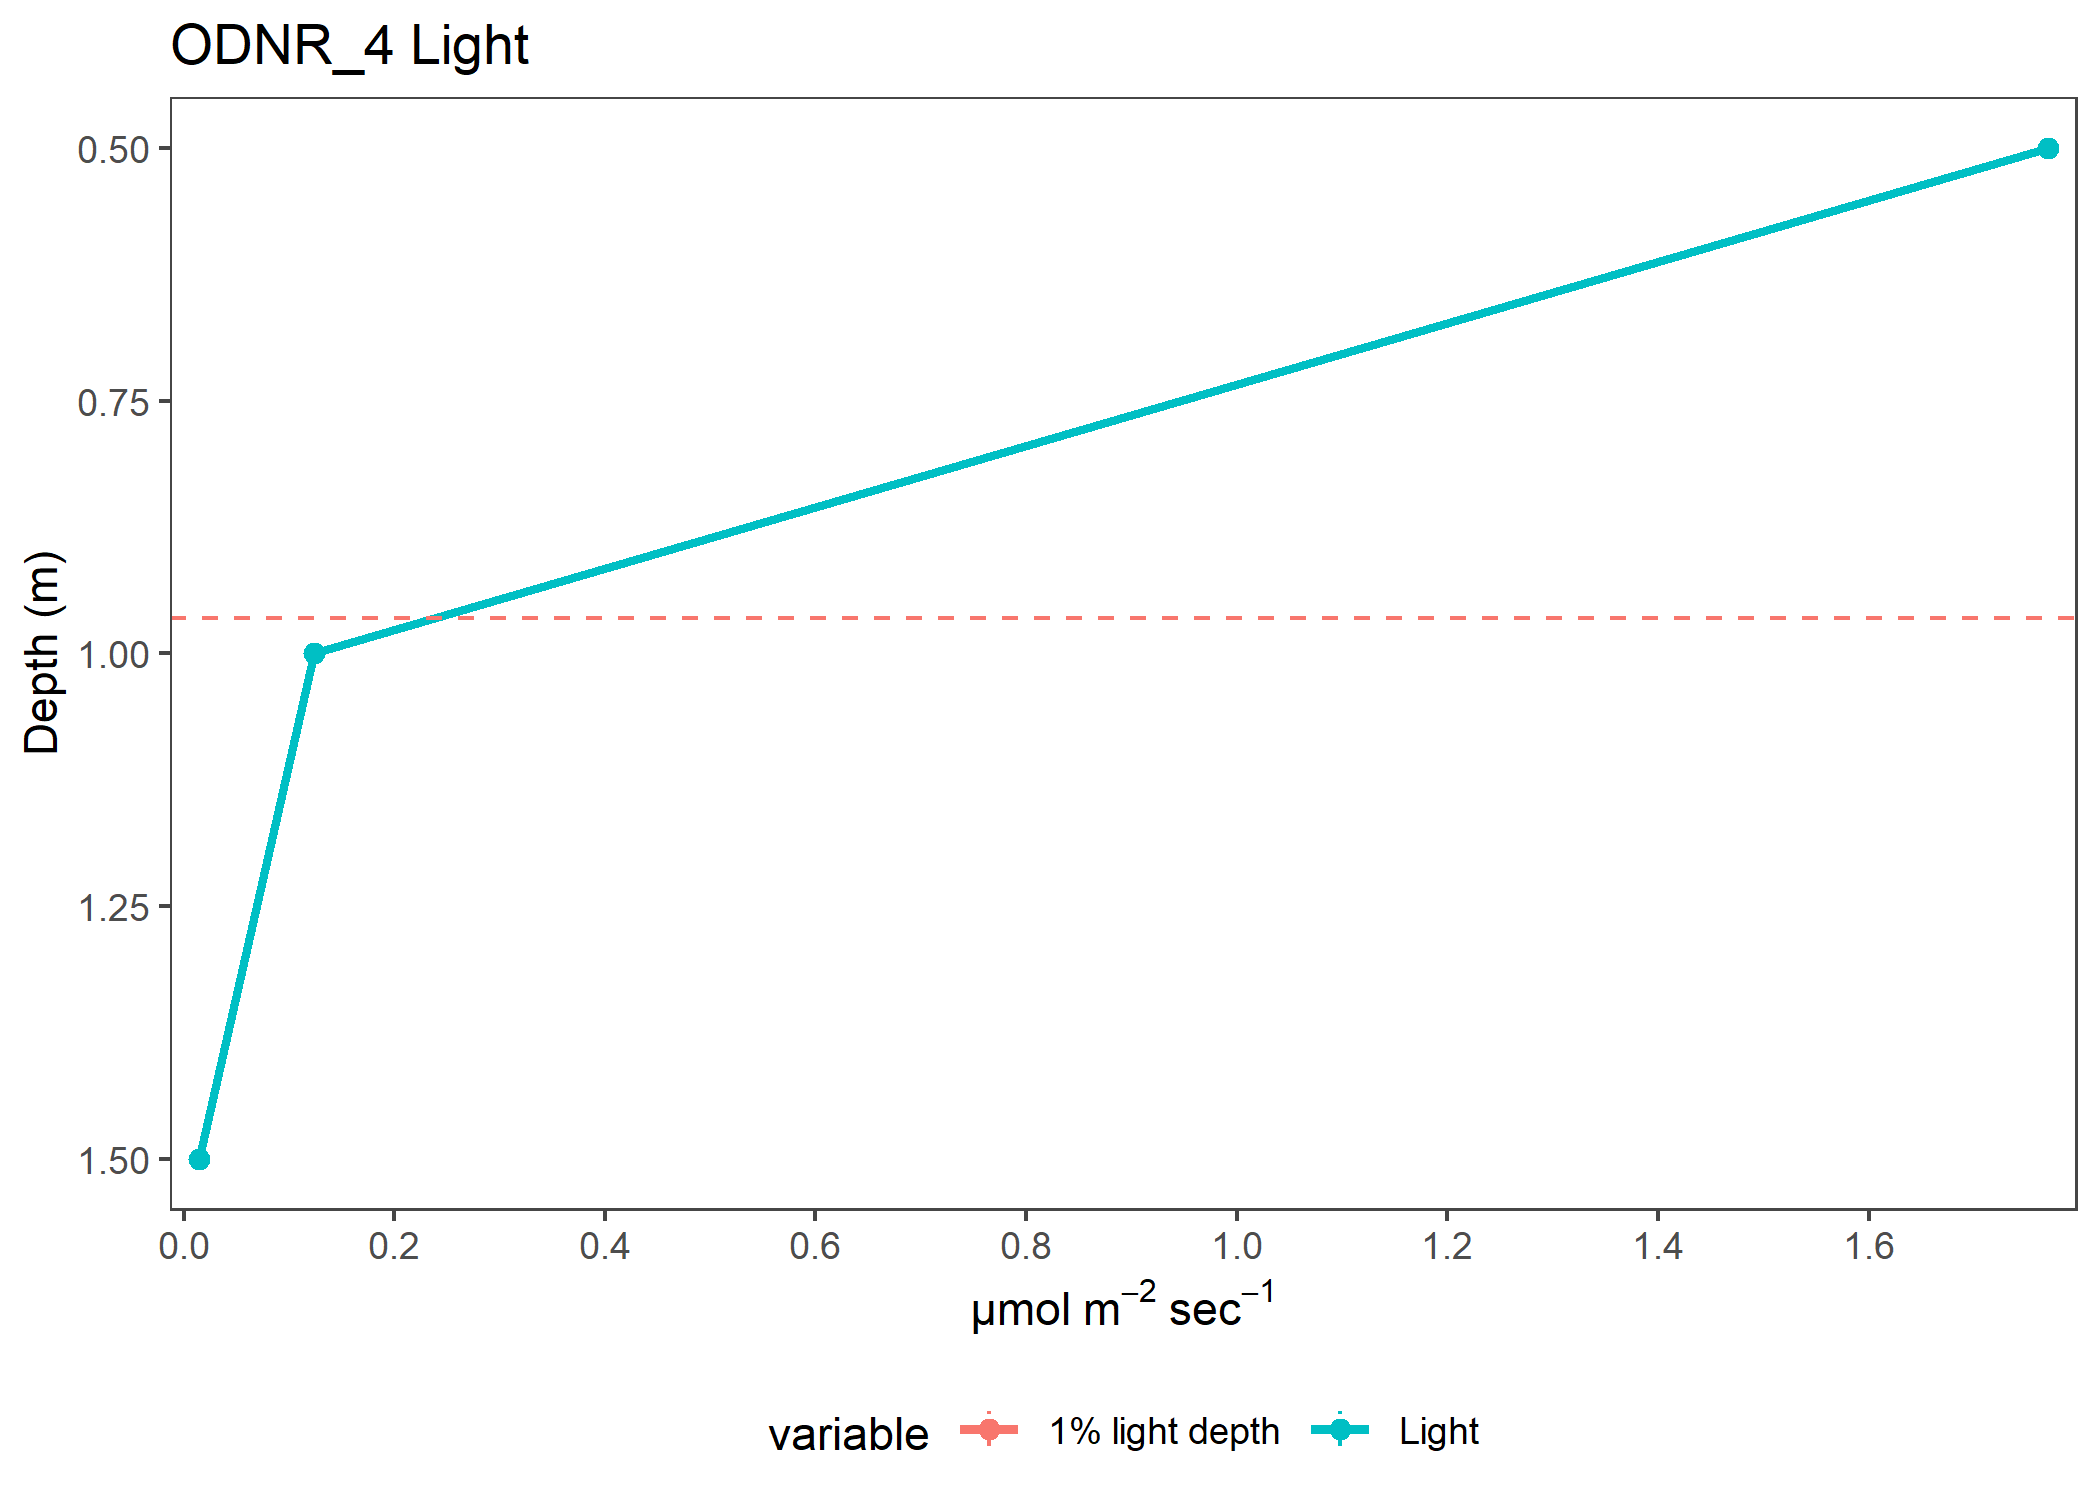 ODNR_4 Light
0.50
0.75
1.00
1.25
1.50
Depth (m)
0.0 0.2 0.4 0.6 0.8 1.0 1.2 1.4 1.6
µmol m⁻² sec⁻¹
variable 1% light depth Light